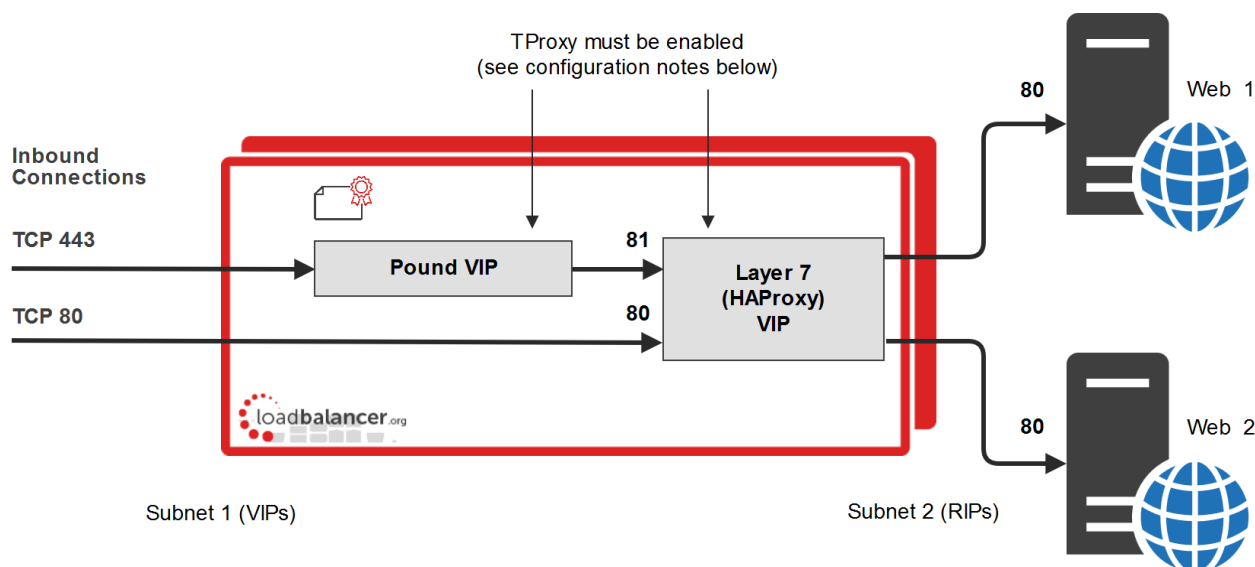 TProxy must be enabled
(see configuration notes below)
80
Web 1
Inbound
Connections
TCP 443
81
Pound VIP
Layer 7
(HAProxy)
VIP
TCP 80
80
loadbalancer.org
80
Web 2
Subnet 1 (VIPs)
Subnet 2 (RIPs)